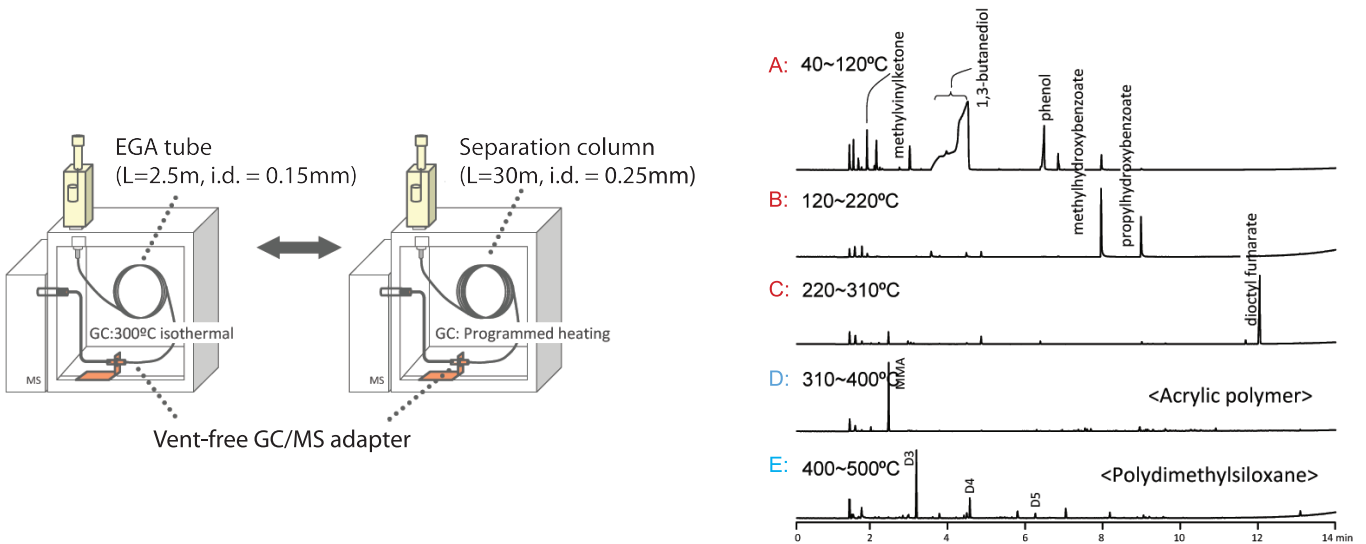 EGA tube
(L=2.5m, i.d. = 0.15mm)
Separation column
(L=30m, i.d. = 0.25mm)
GC:300ºC isothermal
GC: Programmed heating
MS
MS
Vent-free GC/MS adapter
A: 40~120ºC
methylvinylketone
1,3-butanediol
phenol
methylhydroxybenzoate
propylhydroxybenzoate
B: 120~220ºC
C: 220~310ºC
dioctyl fumarate
D: 310~400ºC
MMA
<Acrylic polymer>
E: 400~500ºC
D3
D4
D5
<Polydimethylsiloxane>
0 2 4 6 8 10 12 14 min